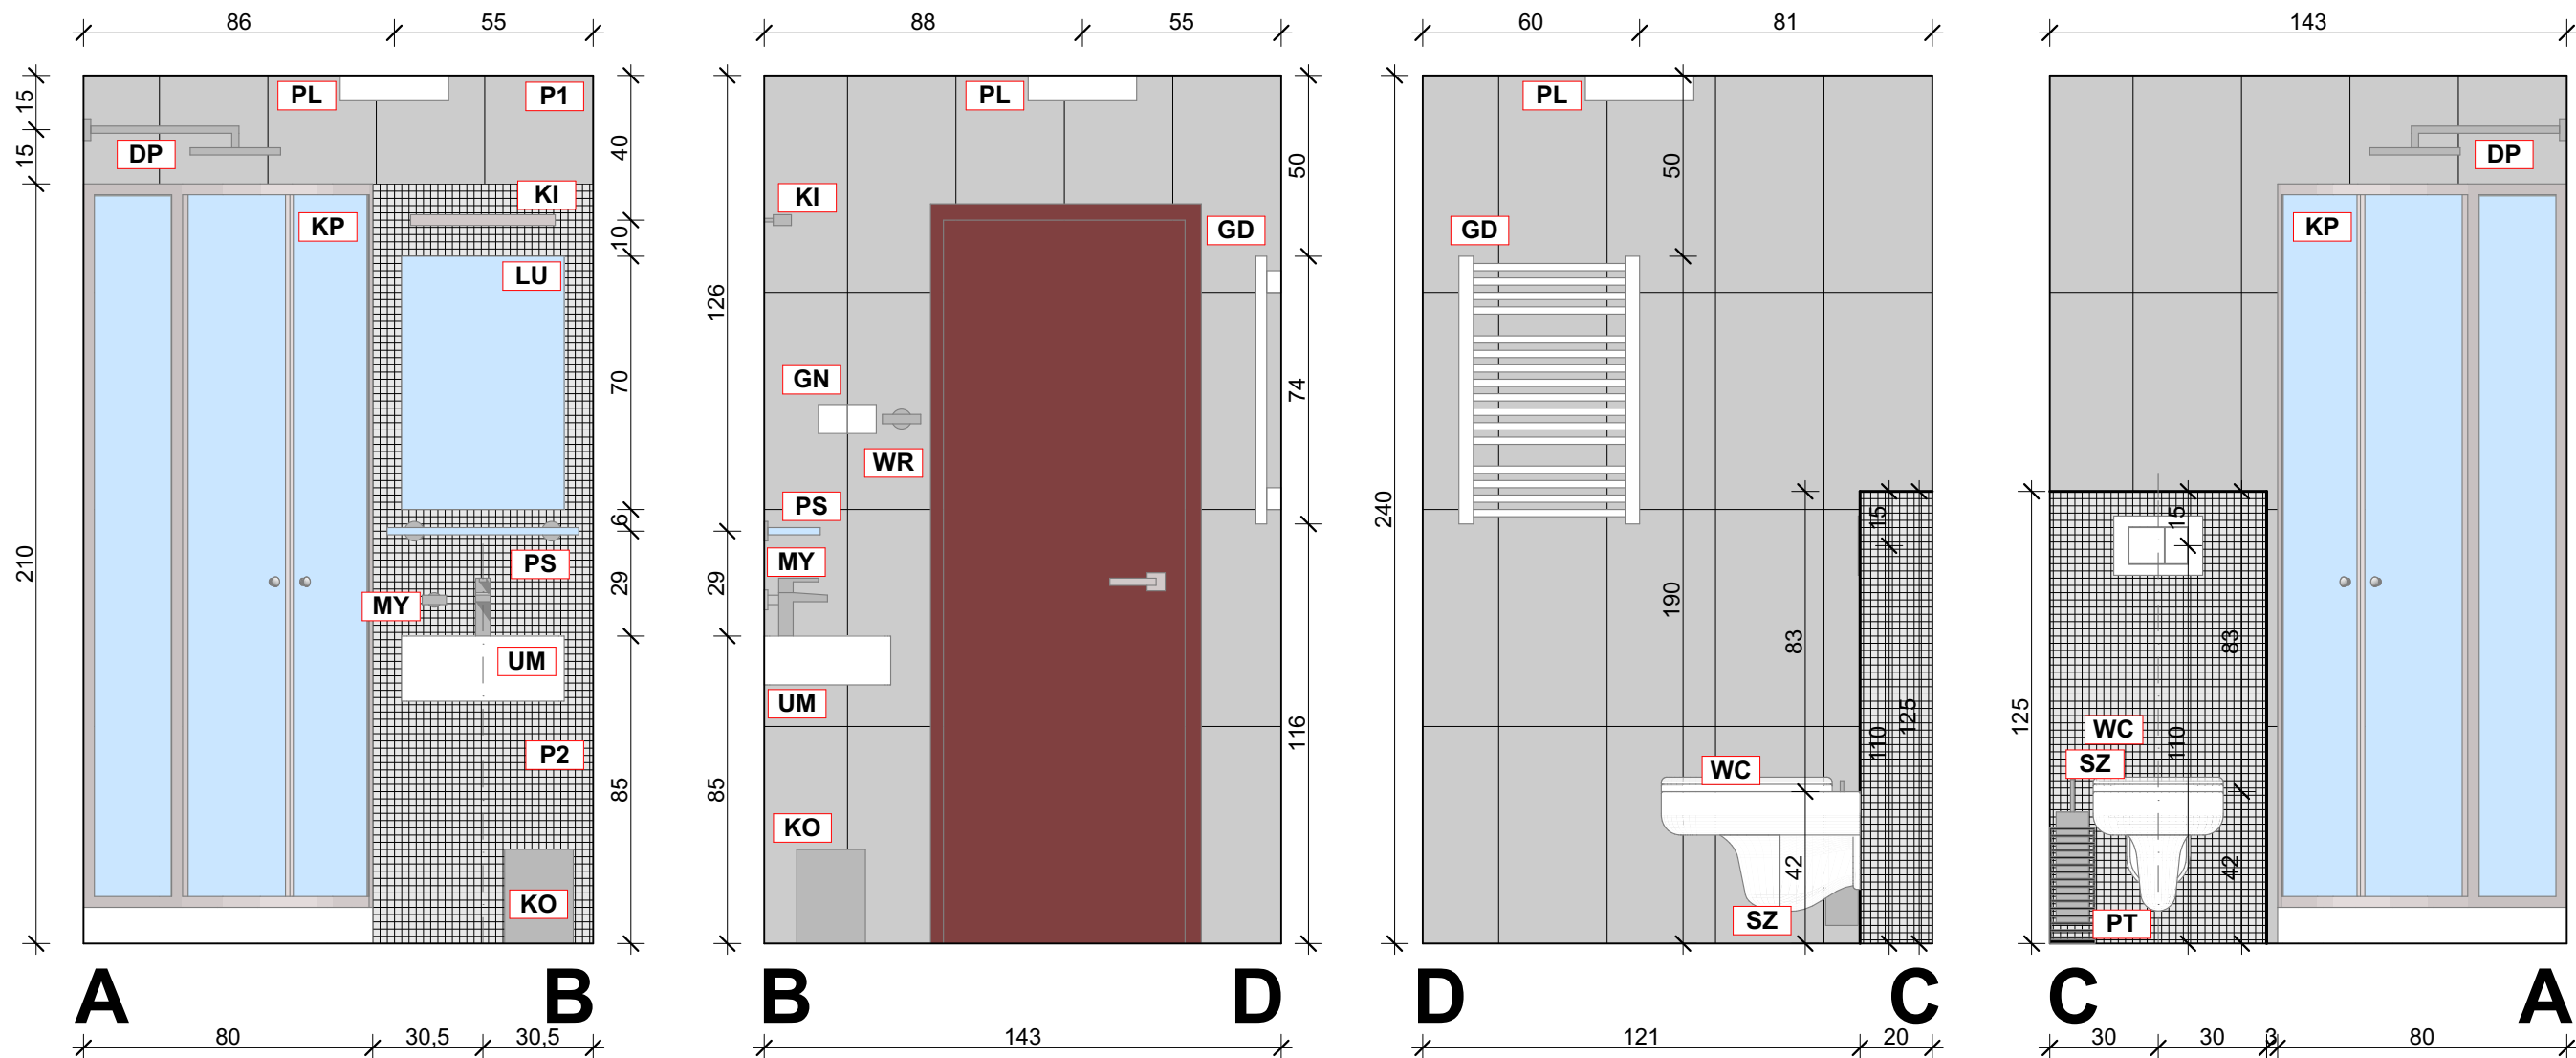 86 55
15
15
210
PL
P1
DP
KI
KP
LU
PS
MY
UM
P2
KO
40
10
70
6
29
85
A B
80 30,5 30,5
88 55
126
29
85
PL
KI
GD
GN
WR
PS
MY
UM
KO
50
74
116
B D
143
60 81
240
PL
50
GD
190
15
83
125
110
WC
42
SZ
D C
121 20
143
125
DP
KP
15
83
WC
110
SZ
42
PT
C A
30 30 3 80